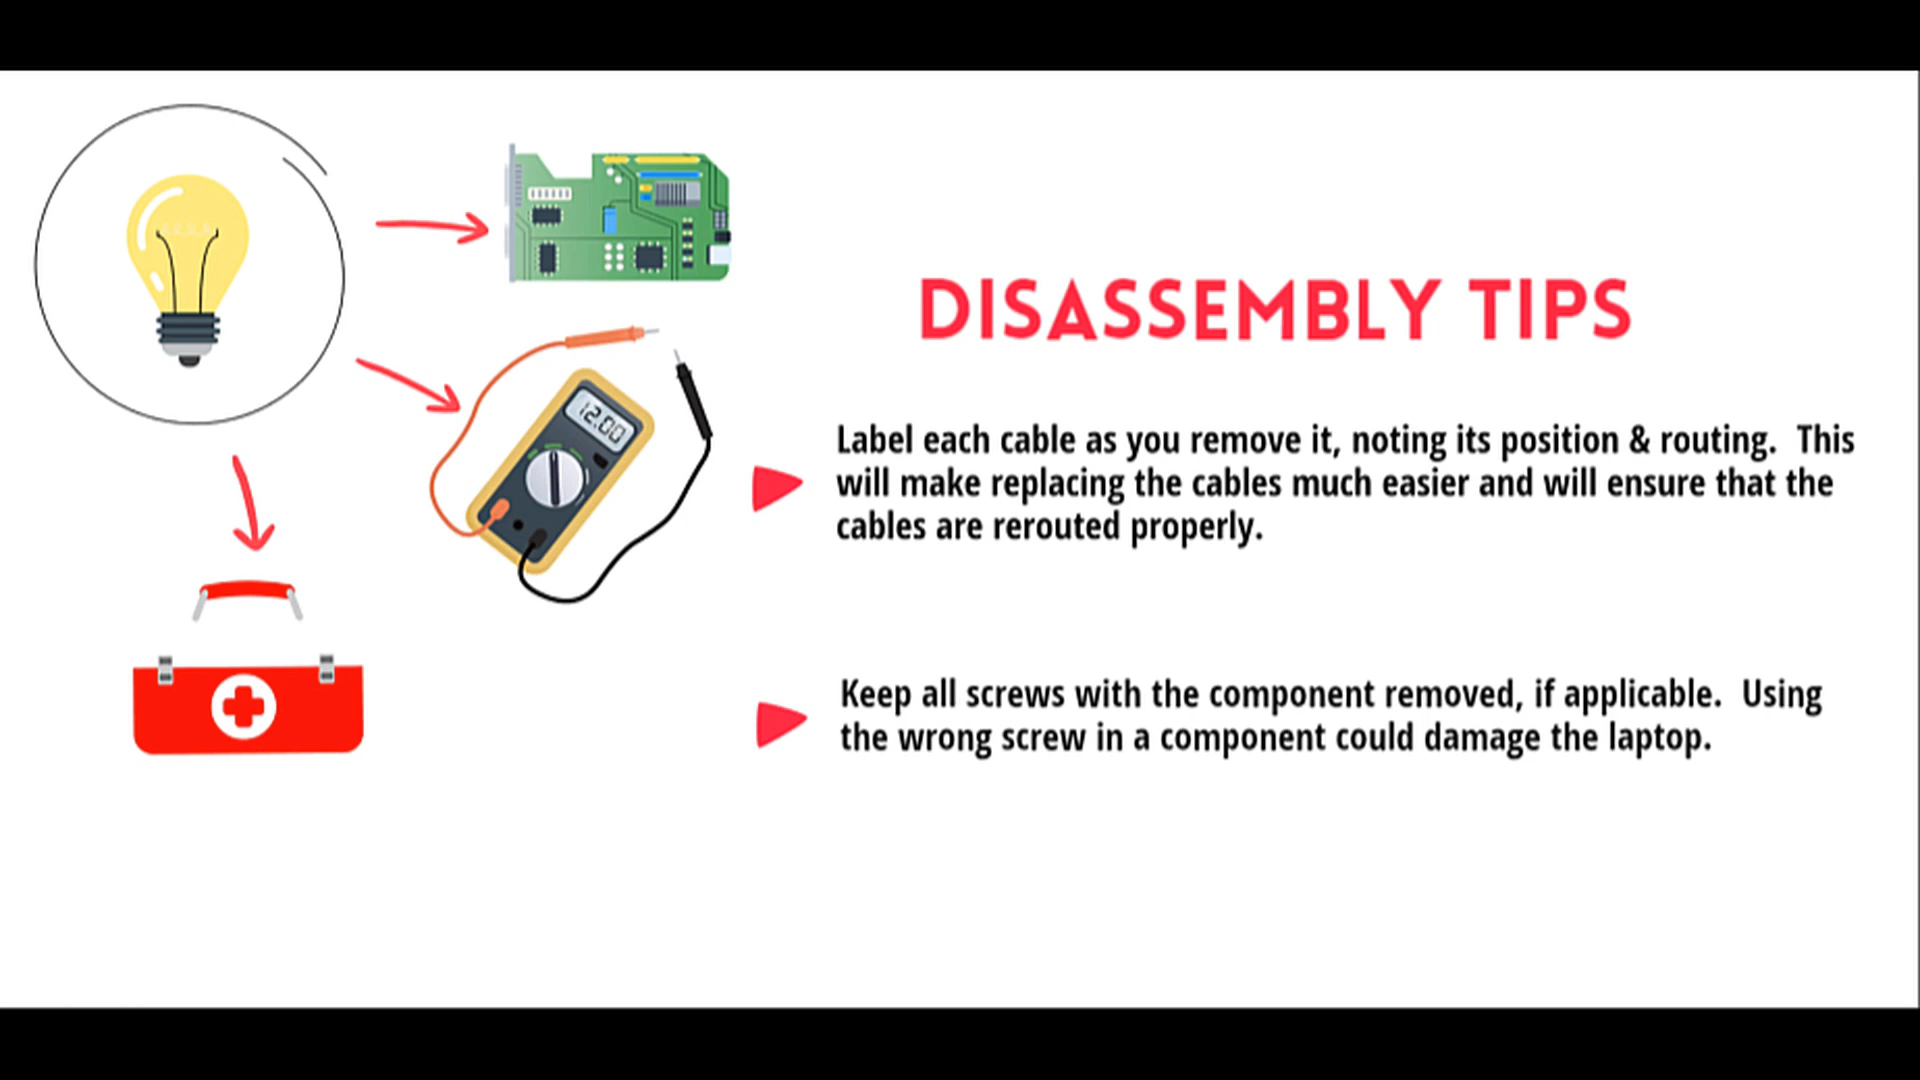 DISASSEMBLY TIPS
12.00
Label each cable as you remove it, noting its position & routing.  This
will make replacing the cables much easier and will ensure that the
cables are rerouted properly.
Keep all screws with the component removed, if applicable.  Using
the wrong screw in a component could damage the laptop.